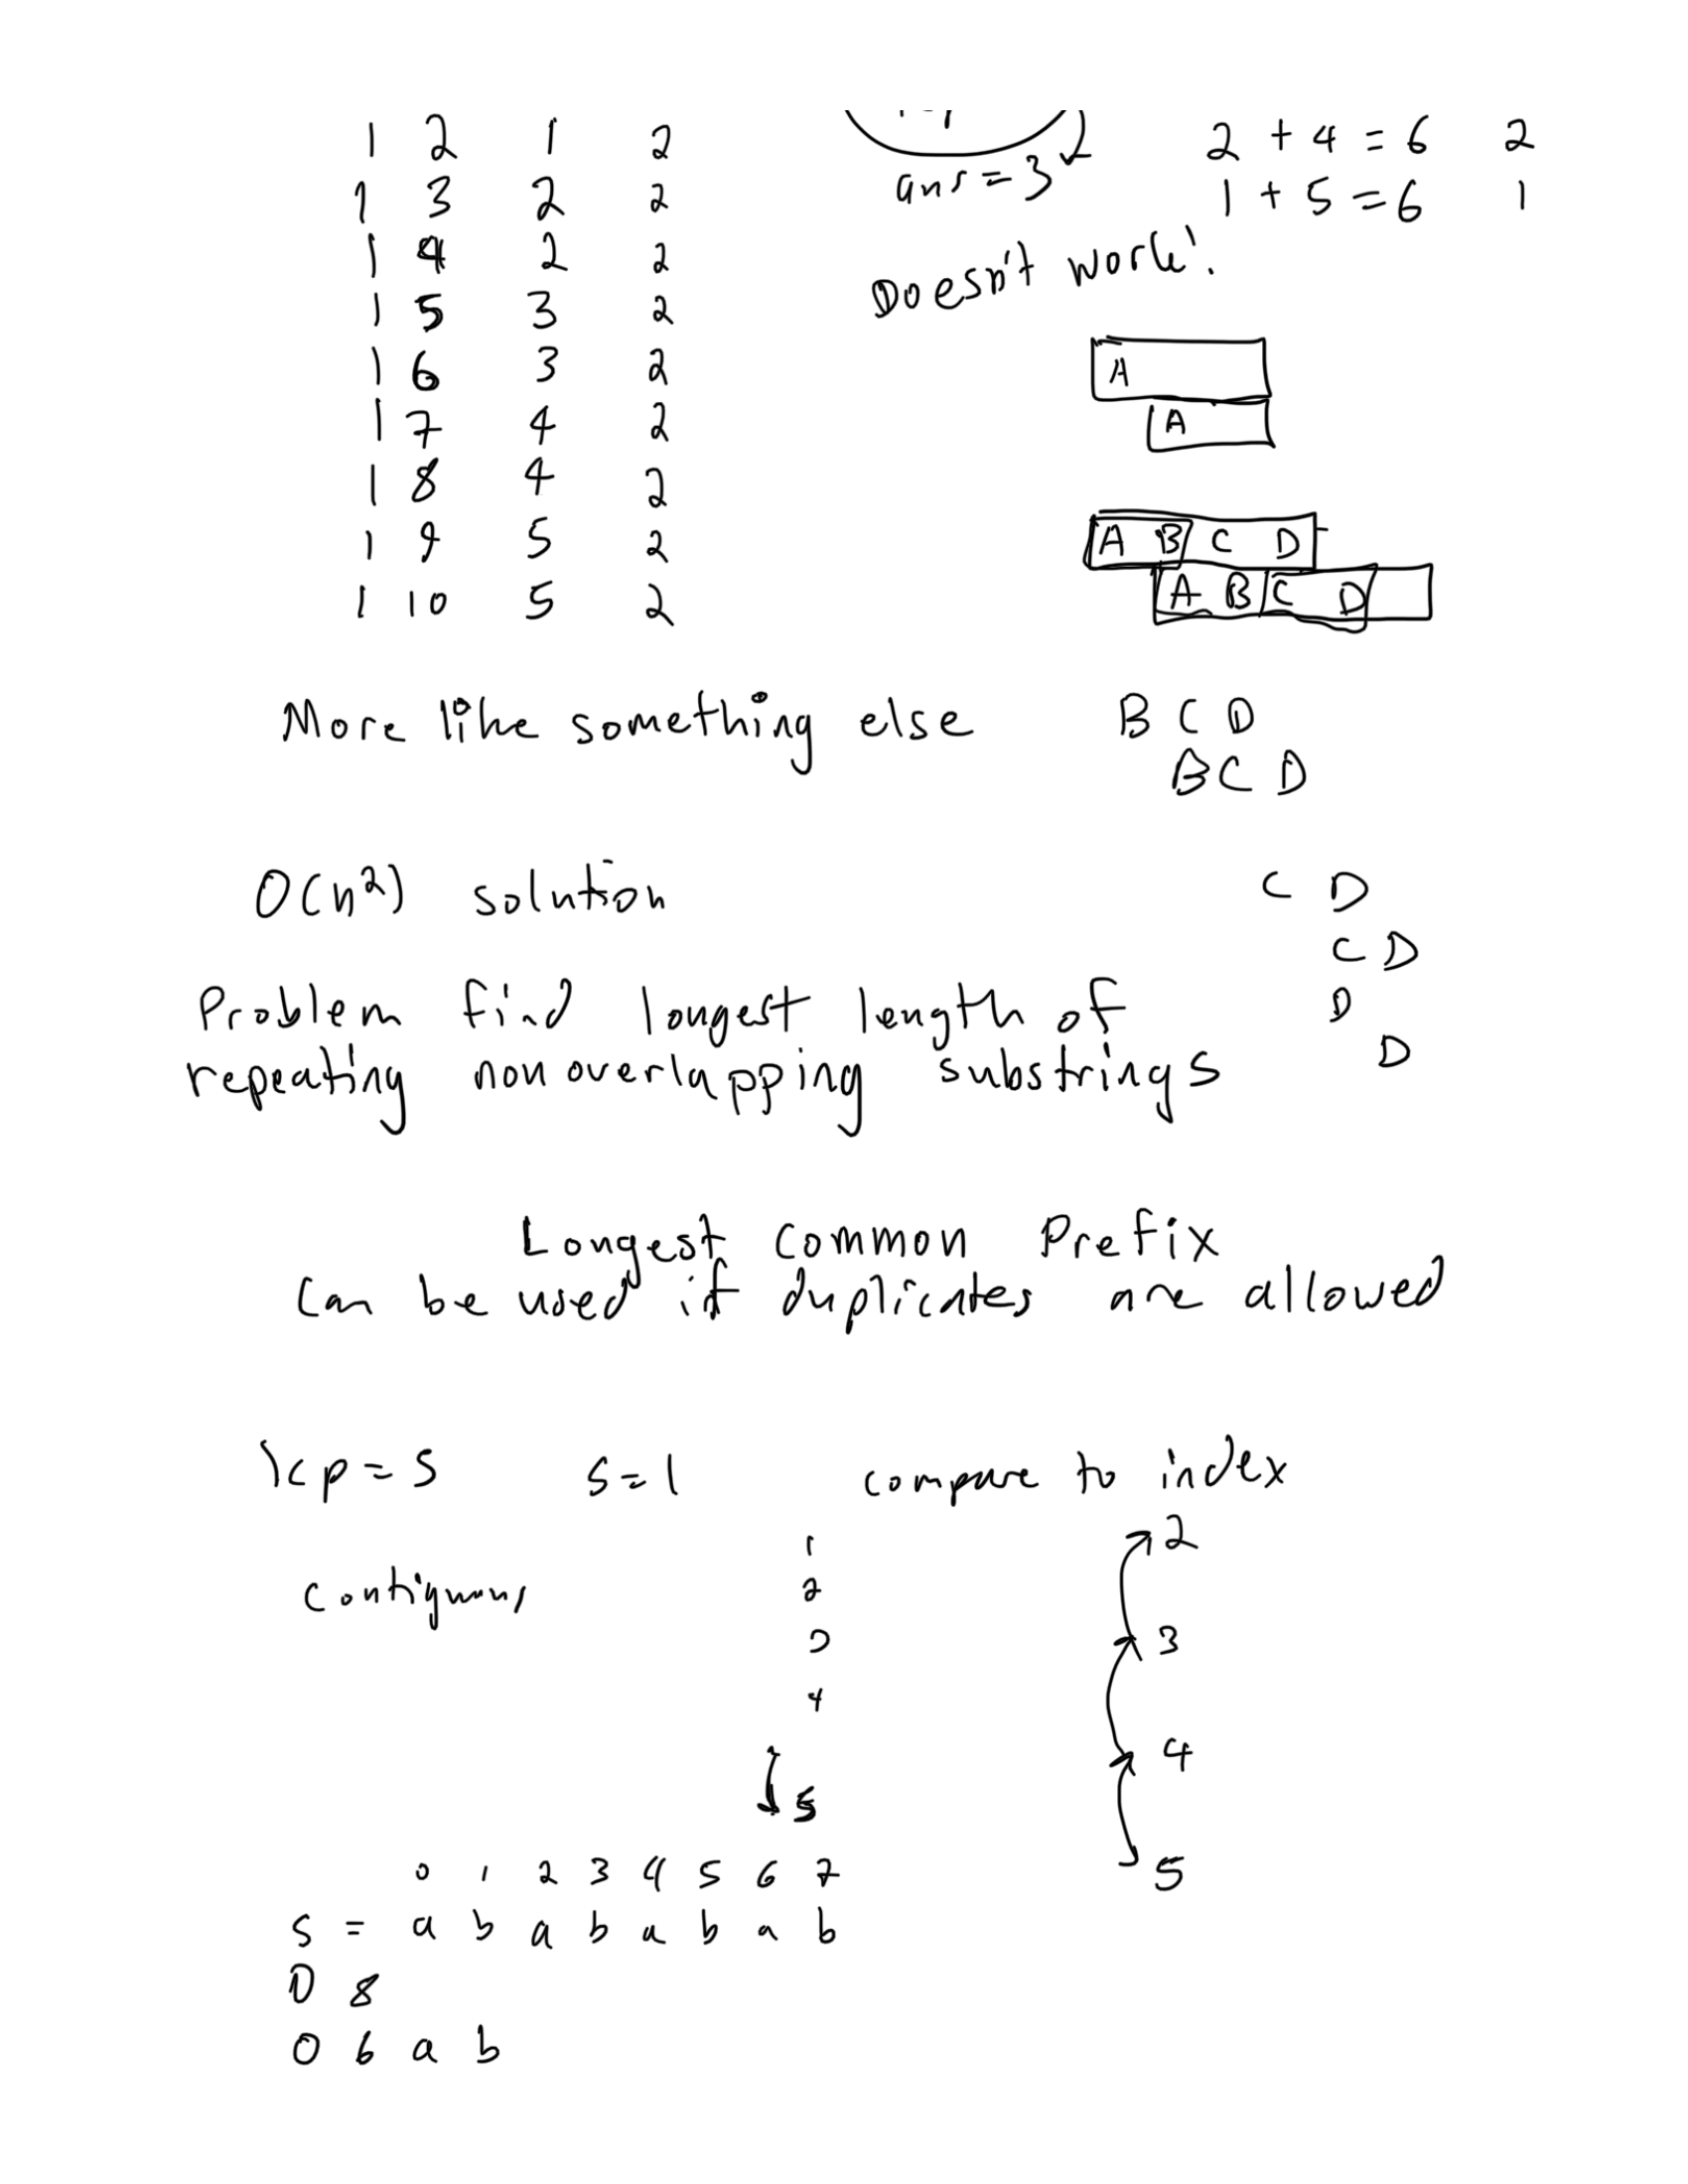 1 2 1 2
1 3 2 2
1 4 2 2
1 5 3 2
1 6 3 2
1 7 4 2
1 8 4 2
1 9 5 2
1 10 5 2
ans = 3
2 + 4 = 6 2
1 + 5 = 6 1
Doesn't work!
A
A
A B C D
A B C D
More like something else
B C D
B C D
O(n²) solution
C D
C D
D
D
Problem find longest length of
repeating nonoverlapping substrings
Longest common prefix
can be used if duplicates are allowed
lcp = s s = 1 compare to index
contiguous
1
2
3
4
5
2
3
4
5
0 1 2 3 4 5 6 7
s = a b a b a b a b
0 8
0 6 a b